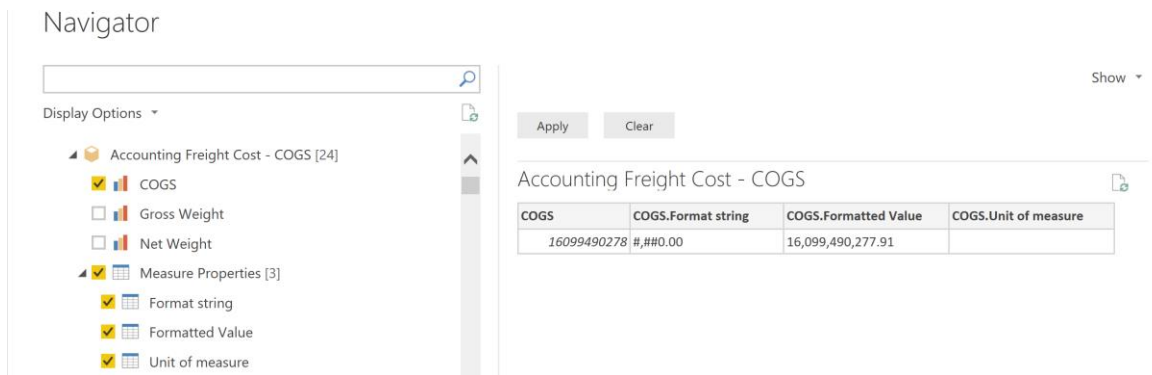 Navigator
Display Options
Accounting Freight Cost - COGS [24]
COGS
Gross Weight
Net Weight
Measure Properties [3]
Format string
Formatted Value
Unit of measure
Show
Apply Clear
Accounting Freight Cost - COGS
COGS COGS.Format string COGS.Formatted Value COGS.Unit of measure
16099490278 #,##0.00 16,099,490,277.91